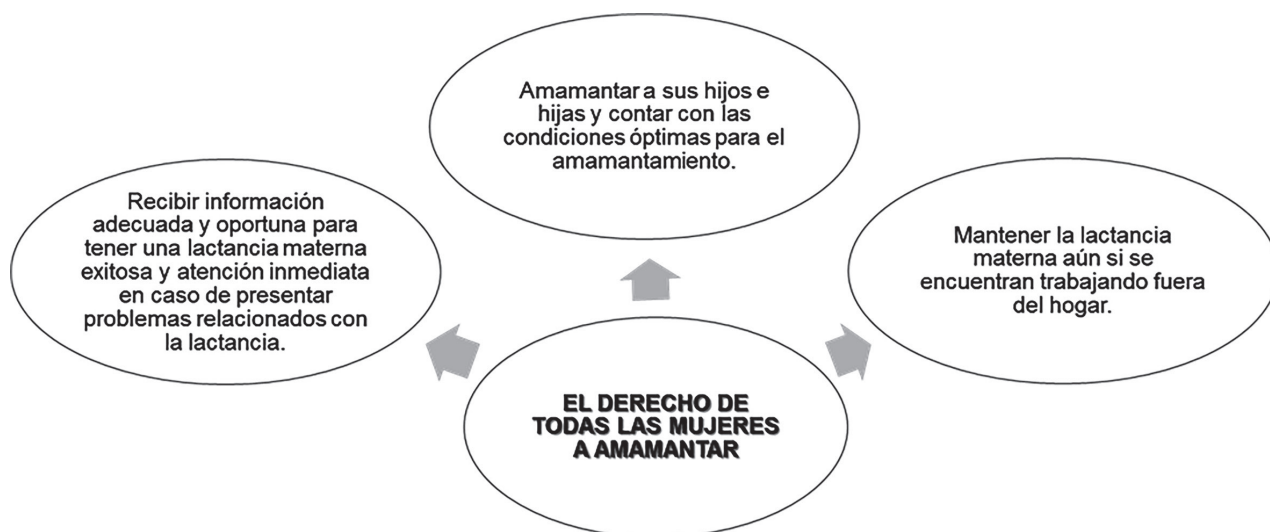 Amamantar a sus hijos e
hijas y contar con las
condiciones óptimas para el
amamantamiento.
Recibir información
adecuada y oportuna para
tener una lactancia materna
exitosa y atención inmediata
en caso de presentar
problemas relacionados con
la lactancia.
Mantener la lactancia
materna aún si se
encuentran trabajando fuera
del hogar.
EL DERECHO DE
TODAS LAS MUJERES
A AMAMANTAR